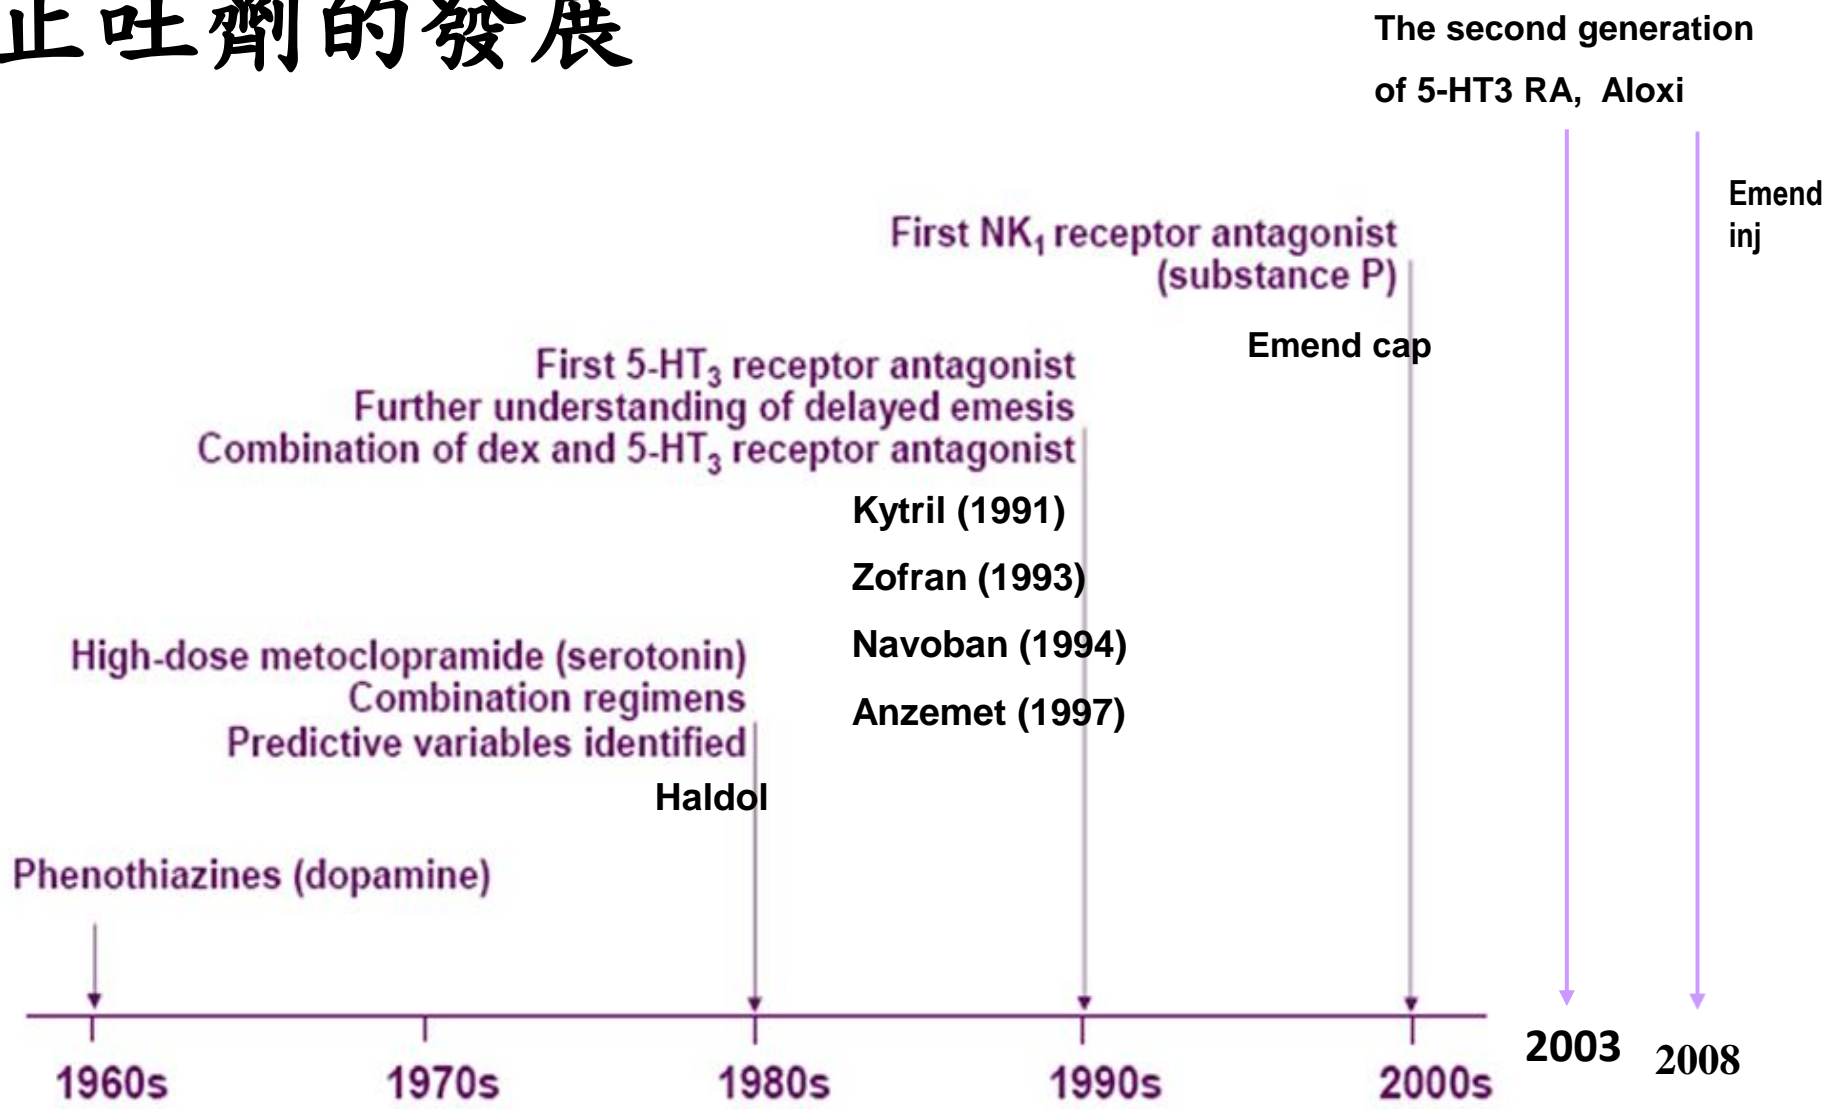 止吐劑的發展
The second generation
of 5-HT3 RA, Aloxi
Emend
inj
First NK₁ receptor antagonist
(substance P)
Emend cap
First 5-HT₃ receptor antagonist
Further understanding of delayed emesis
Combination of dex and 5-HT₃ receptor antagonist
Kytril (1991)
Zofran (1993)
Navoban (1994)
Anzemet (1997)
High-dose metoclopramide (serotonin)
Combination regimens
Predictive variables identified
Haldol
Phenothiazines (dopamine)
1960s 1970s 1980s 1990s 2000s 2003 2008